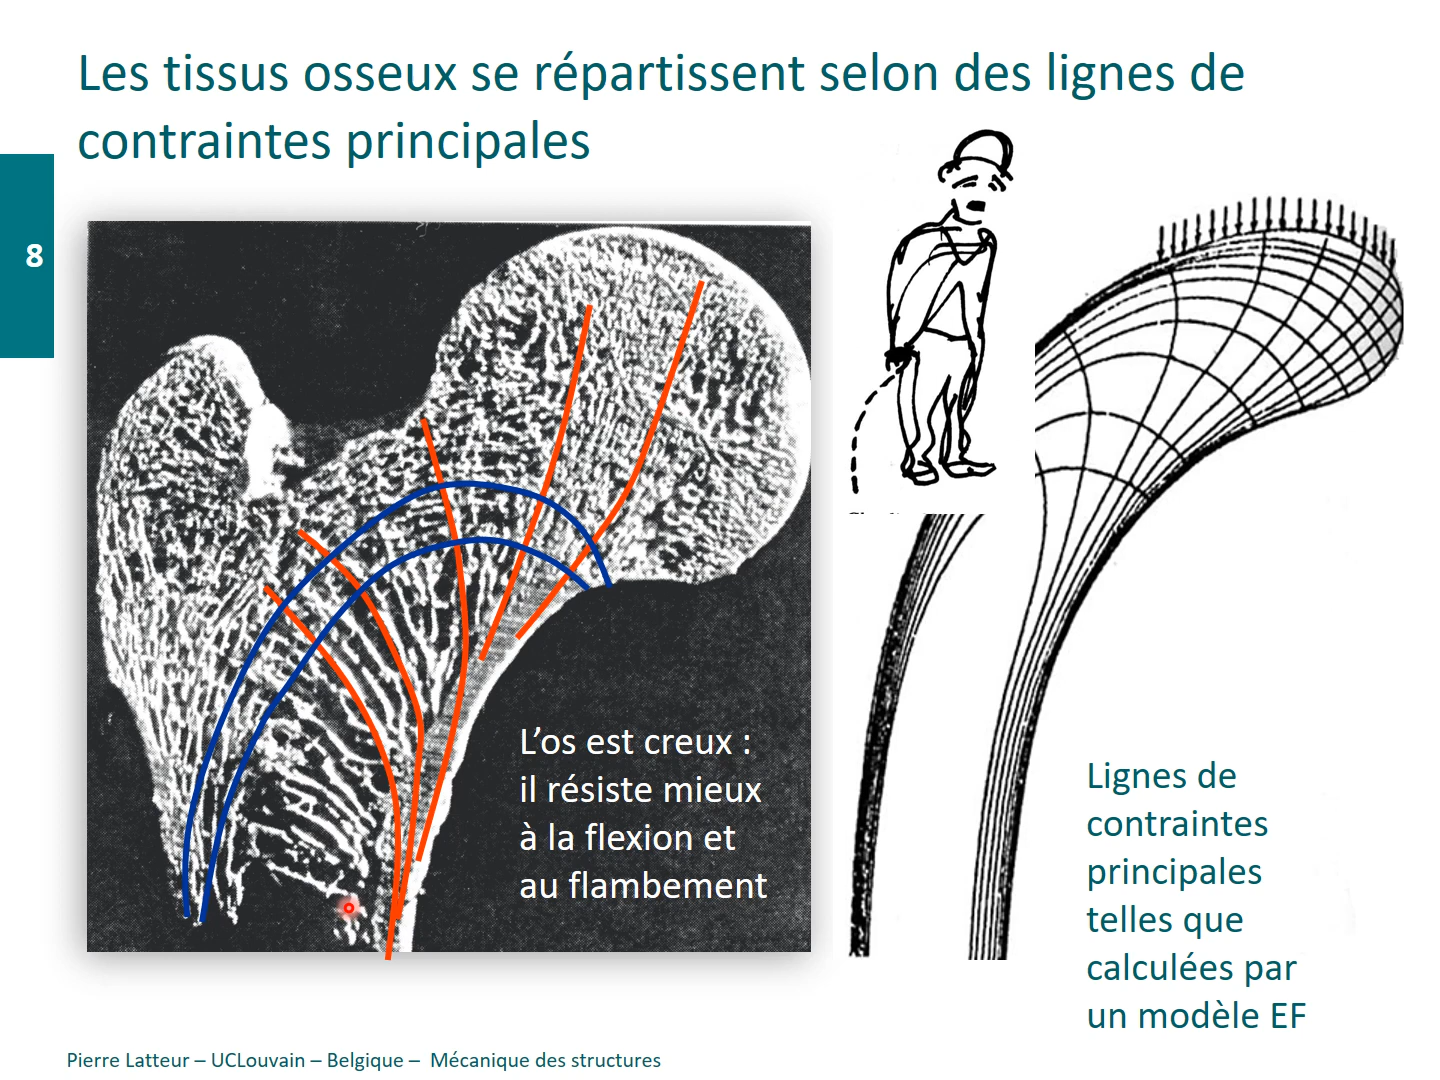 Les tissus osseux se répartissent selon des lignes de
contraintes principales
8
L’os est creux :
il résiste mieux
à la flexion et
au flambement
Lignes de
contraintes
principales
telles que
calculées par
un modèle EF
Pierre Latteur – UCLouvain – Belgique – Mécanique des structures